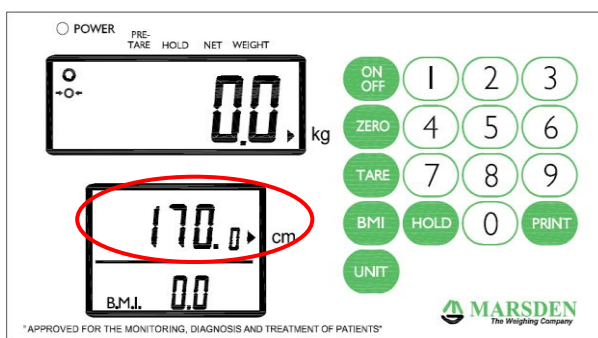 POWER
PRE-
TARE HOLD NET WEIGHT
0.0 kg
170.0 cm
B.M.I. 0.0
ON
OFF 1 2 3
ZERO 4 5 6
TARE 7 8 9
BMI HOLD 0 PRINT
UNIT
MARSDEN
The Weighing Company
"APPROVED FOR THE MONITORING, DIAGNOSIS AND TREATMENT OF PATIENTS"